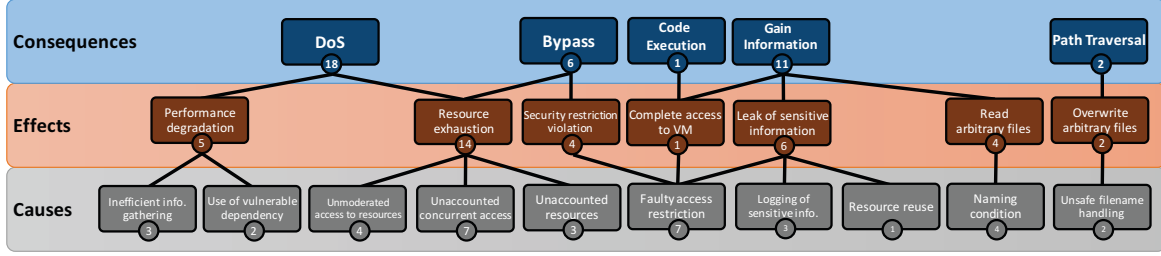 Consequences
DoS
18
Bypass
6
Code
Execution
1
Gain
Information
11
Path Traversal
2
Effects
Performance
degradation
5
Resource
exhaustion
14
Security restriction
violation
4
Complete access
to VM
1
Leak of sensitive
information
6
Read
arbitrary files
4
Overwrite
arbitrary files
2
Causes
Inefficient info.
gathering
3
Use of vulnerable
dependency
2
Unmoderated
access to resources
4
Unaccounted
concurrent access
7
Unaccounted
resources
3
Faulty access
restriction
7
Logging of
sensitive info.
3
Resource reuse
1
Naming
condition
4
Unsafe filename
handling
2